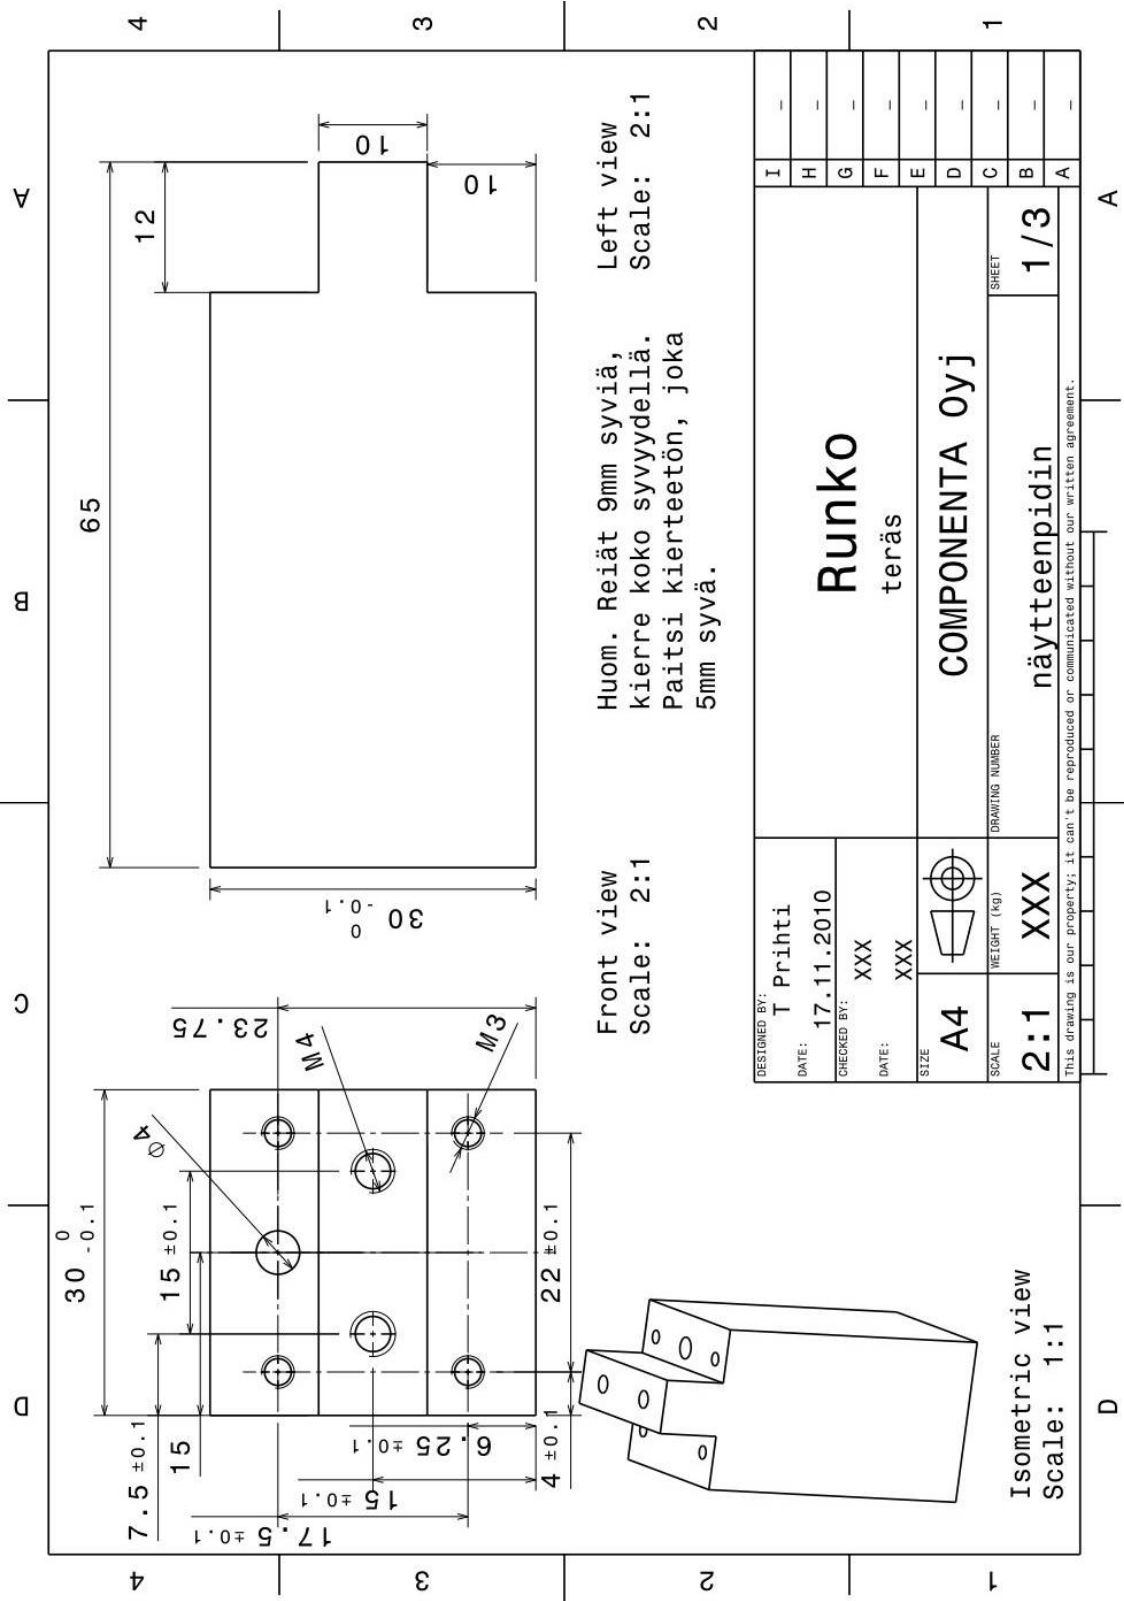 D
C
B
A
4
4
3
3
2
2
1
1
D
A
30 0 -0.1
7.5 ±0.1
15 ±0.1
15
⌀4
M4
M3
23.75
17.5 ±0.1
15 ±0.1
6.25 ±0.1
4 ±0.1
22 ±0.1
65
12
10
10
30 0 -0.1
Front view
Scale: 2:1
Huom. Reiät 9mm syviä,
kierre koko syvyydellä.
Paitsi kierteetön, joka
5mm syvä.
Left view
Scale: 2:1
Isometric view
Scale: 1:1
DESIGNED BY:
T Prihti
DATE:
17.11.2010
CHECKED BY:
XXX
DATE:
XXX
SIZE
A4
SCALE
2:1
WEIGHT (kg)
XXX
Runko
teräs
COMPONENTA Oyj
DRAWING NUMBER
näytteenpidin
SHEET
1/3
I –
H –
G –
F –
E –
D –
C –
B –
A –
This drawing is our property; it can't be reproduced or communicated without our written agreement.